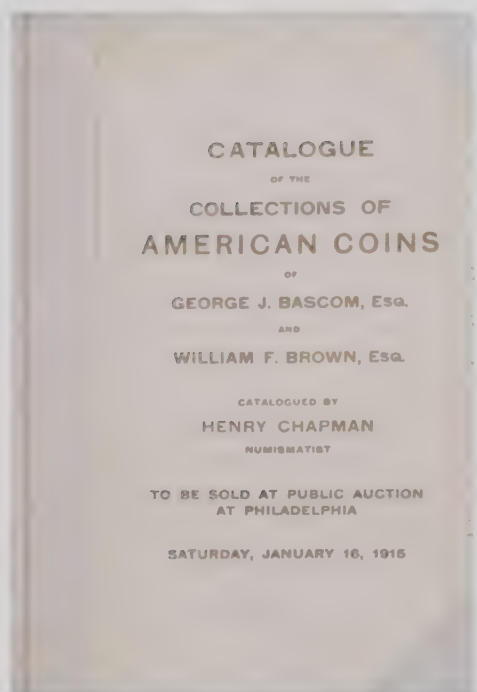 CATALOGUE
OF THE
COLLECTIONS OF
AMERICAN COINS
OF
GEORGE J. BASCOM, ESQ.
AND
WILLIAM F. BROWN, ESQ.
CATALOGUED BY
HENRY CHAPMAN
NUMISMATIST
TO BE SOLD AT PUBLIC AUCTION
AT PHILADELPHIA
SATURDAY, JANUARY 16, 1915